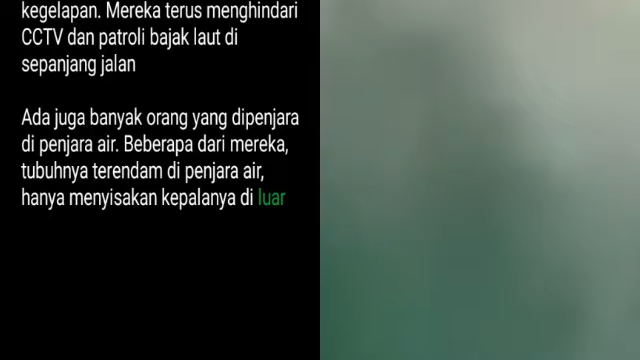 kegelapan. Mereka terus menghindari
CCTV dan patroli bajak laut di
sepanjang jalan
Ada juga banyak orang yang dipenjara
di penjara air. Beberapa dari mereka,
tubuhnya terendam di penjara air,
hanya menyisakan kepalanya di luar